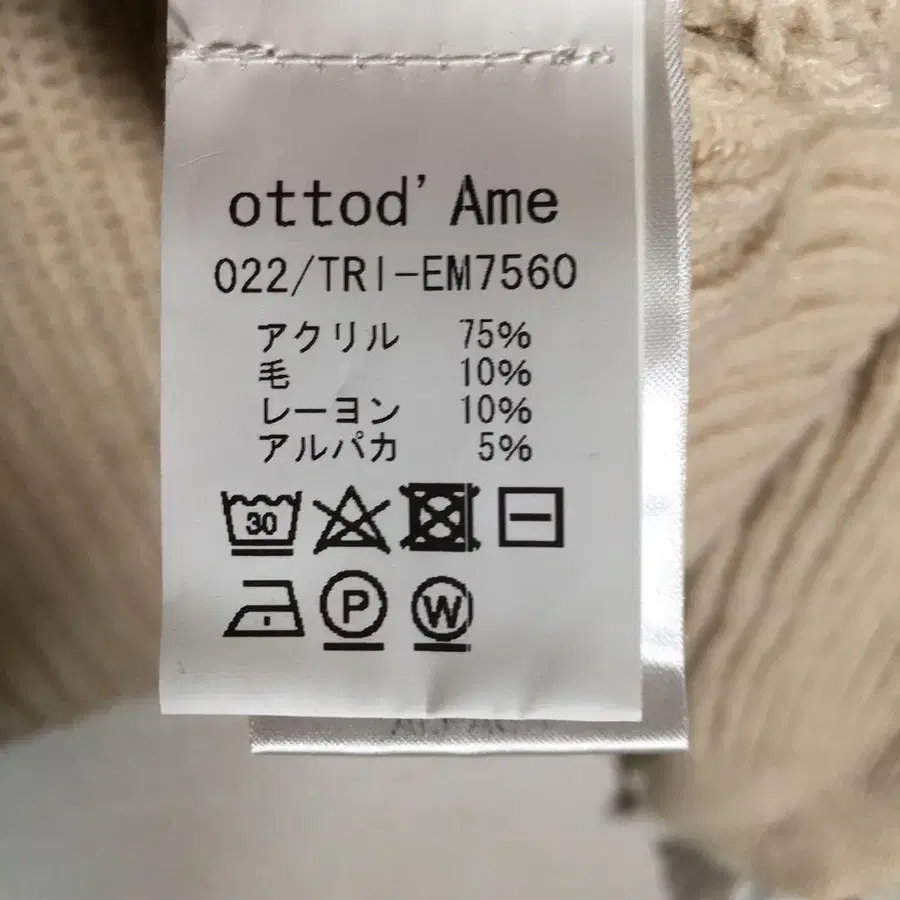 ottod'Ame
022/TRI-EM7560
アクリル 75%
毛 10%
レーヨン 10%
アルパカ 5%
30
P W